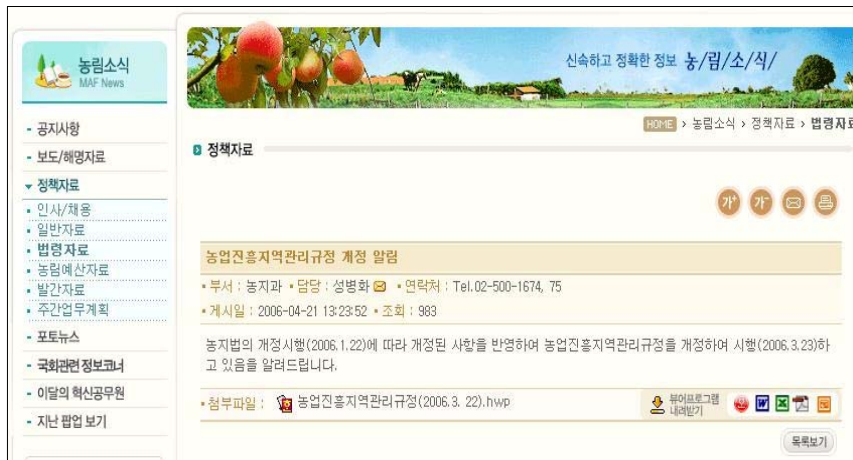 농림소식
MAF News
- 공지사항
- 보도/해명자료
정책자료
인사/채용
일반자료
법령자료
농림예산자료
발간자료
주간업무계획
- 포토뉴스
- 국회관련 정보코너
- 이달의 혁신공무원
- 지난 팝업 보기
신속하고 정확한 정보 농/림/소/식/
HOME > 농림소식 > 정책자료 > 법령자료
정책자료
가+ 가-
농업진흥지역관리규정 개정 알림
• 부서 : 농지과 • 담당 : 성병화 • 연락처 : Tel.02-500-1674, 75
• 게시일 : 2006-04-21 13:23:52 • 조회 : 983
농지법의 개정시행(2006.1.22)에 따라 개정된 사항을 반영하여 농업진흥지역관리규정을 개정하여 시행(2006.3.23)하
고 있음을 알려드립니다.
• 첨부파일 : 농업진흥지역관리규정(2006.3. 22).hwp
뷰어프로그램
내려받기
목록보기